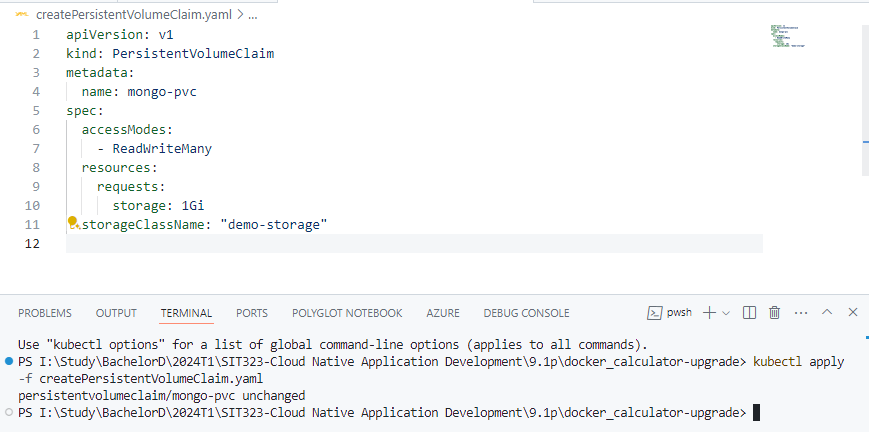 createPersistentVolumeClaim.yaml > ...
1 apiVersion: v1
2 kind: PersistentVolumeClaim
3 metadata:
4   name: mongo-pvc
5 spec:
6   accessModes:
7     - ReadWriteMany
8   resources:
9     requests:
10       storage: 1Gi
11   storageClassName: "demo-storage"
12
PROBLEMS OUTPUT TERMINAL PORTS POLYGLOT NOTEBOOK AZURE DEBUG CONSOLE pwsh
Use "kubectl options" for a list of global command-line options (applies to all commands).
PS I:\Study\BachelorD\2024T1\SIT323-Cloud Native Application Development\9.1p\docker_calculator-upgrade> kubectl apply
-f createPersistentVolumeClaim.yaml
persistentvolumeclaim/mongo-pvc unchanged
PS I:\Study\BachelorD\2024T1\SIT323-Cloud Native Application Development\9.1p\docker_calculator-upgrade>